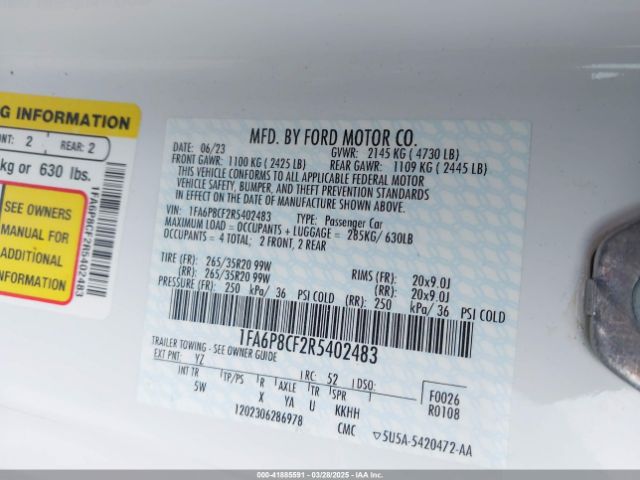 G INFORMATION
ONT: 2 REAR: 2
kg or 630 lbs.
SEE OWNERS
MANUAL FOR
ADDITIONAL
INFORMATION
1FA6P8CF2R5402483
MFD. BY FORD MOTOR CO.
DATE: 06/23 GVWR: 2145 KG ( 4730 LB)
FRONT GAWR: 1100 KG ( 2425 LB) REAR GAWR: 1109 KG ( 2445 LB)
THIS VEHICLE CONFORMS TO ALL APPLICABLE FEDERAL MOTOR
VEHICLE SAFETY, BUMPER, AND THEFT PREVENTION STANDARDS
IN EFFECT ON THE DATE OF MANUFACTURE SHOWN ABOVE.
VIN: 1FA6P8CF2R5402483 TYPE: Passenger Car
MAXIMUM LOAD = OCCUPANTS + LUGGAGE = 285KG/ 630LB
OCCUPANTS = 4 TOTAL: 2 FRONT, 2 REAR
TIRE (FR): 265/35R20 99W RIMS (FR): 20x9.0J
(RR): 265/35R20 99W (RR): 20x9.0J
PRESSURE (FR): 250 kPa/ 36 PSI COLD (RR): 250 kPa/ 36 PSI COLD
1FA6P8CF2R5402483
TRAILER TOWING - SEE OWNER GUIDE
EXT PNT: YZ RC: 52 DSO: F0026
INT TR TP/PS R AXLE TR SPR R0108
5W X YA U KKHH
1202306286978 CMC 5U5A-5420472-AA
000-41885591 | 03/28/2025 | IAAI.com